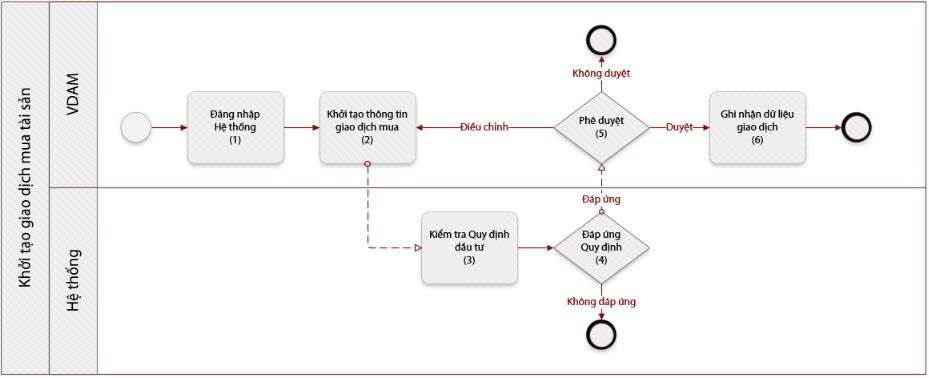 Khởi tạo giao dịch mua tài sản
VDAM
Đăng nhập
Hệ thống
(1)
Khởi tạo thông tin
giao dịch mua
(2)
Điều chỉnh
Không duyệt
Phê duyệt
(5)
Duyệt
Ghi nhận dữ liệu
giao dịch
(6)
Hệ thống
Kiểm tra Quy định
đầu tư
(3)
Đáp ứng
Đáp ứng
Quy định
(4)
Không đáp ứng